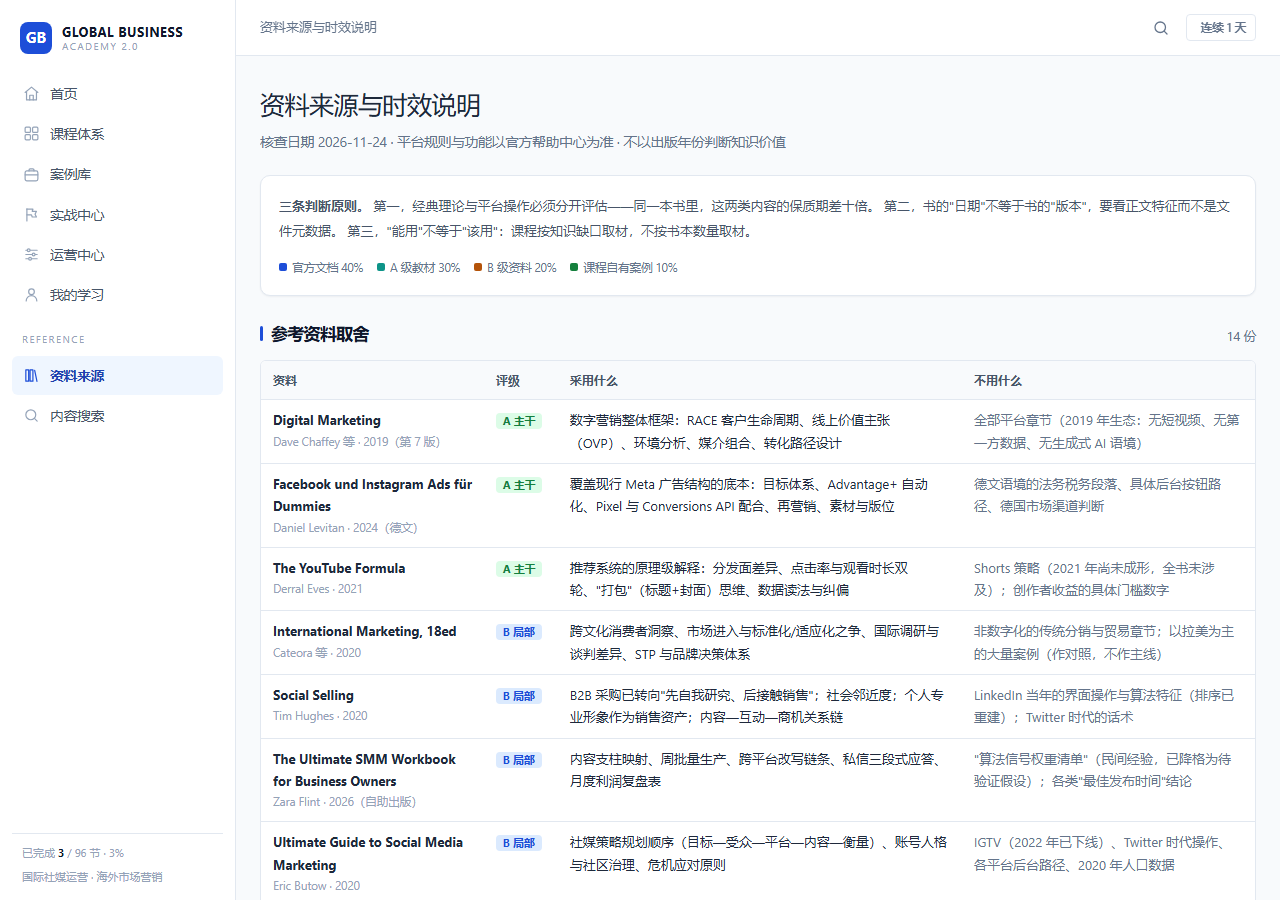 GB
GLOBAL BUSINESS
ACADEMY 2.0
首页
课程体系
案例库
实战中心
运营中心
我的学习
REFERENCE
资料来源
内容搜索
已完成 3 / 96 节 · 3%
国际社媒运营 · 海外市场营销
资料来源与时效说明
连续 1 天
资料来源与时效说明
核查日期 2026-11-24 · 平台规则与功能以官方帮助中心为准 · 不以出版年份判断知识价值
三条判断原则。 第一，经典理论与平台操作必须分开评估——同一本书里，这两类内容的保质期差十倍。 第二，书的"日期"不等于书的"版本"，要看正文特征而不是文
件元数据。 第三，"能用"不等于"该用"：课程按知识缺口取材，不按书本数量取材。
官方文档 40% A 级教材 30% B 级资料 20% 课程自有案例 10%
参考资料取舍
14 份
资料 评级 采用什么 不用什么
Digital Marketing
Dave Chaffey 等 · 2019（第 7 版）
A 主干
数字营销整体框架：RACE 客户生命周期、线上价值主张
（OVP）、环境分析、媒介组合、转化路径设计
全部平台章节（2019 年生态：无短视频、无第
一方数据、无生成式 AI 语境）
Facebook und Instagram Ads für
Dummies
Daniel Levitan · 2024（德文）
A 主干
覆盖现行 Meta 广告结构的底本：目标体系、Advantage+ 自动
化、Pixel 与 Conversions API 配合、再营销、素材与版位
德文语境的法务税务段落、具体后台按钮路
径、德国市场渠道判断
The YouTube Formula
Derral Eves · 2021
A 主干
推荐系统的原理级解释：分发面差异、点击率与观看时长双
轮、"打包"（标题+封面）思维、数据读法与纠偏
Shorts 策略（2021 年尚未成形，全书未涉
及）；创作者收益的具体门槛数字
International Marketing, 18ed
Cateora 等 · 2020
B 局部
跨文化消费者洞察、市场进入与标准化/适应化之争、国际调研与
谈判差异、STP 与品牌决策体系
非数字化的传统分销与贸易章节；以拉美为主
的大量案例（作对照，不作主线）
Social Selling
Tim Hughes · 2020
B 局部
B2B 采购已转向"先自我研究、后接触销售"；社会邻近度；个人专
业形象作为销售资产；内容—互动—商机关系链
LinkedIn 当年的界面操作与算法特征（排序已
重建）；Twitter 时代的话术
The Ultimate SMM Workbook
for Business Owners
Zara Flint · 2026（自助出版）
B 局部
内容支柱映射、周批量生产、跨平台改写链条、私信三段式应答、
月度利润复盘表
"算法信号权重清单"（民间经验，已降格为待
验证假设）；各类"最佳发布时间"结论
Ultimate Guide to Social Media
Marketing
Eric Butow · 2020
B 局部
社媒策略规划顺序（目标—受众—平台—内容—衡量）、账号人格
与社区治理、危机应对原则
IGTV（2022 年已下线）、Twitter 时代操作、
各平台后台路径、2020 年人口数据